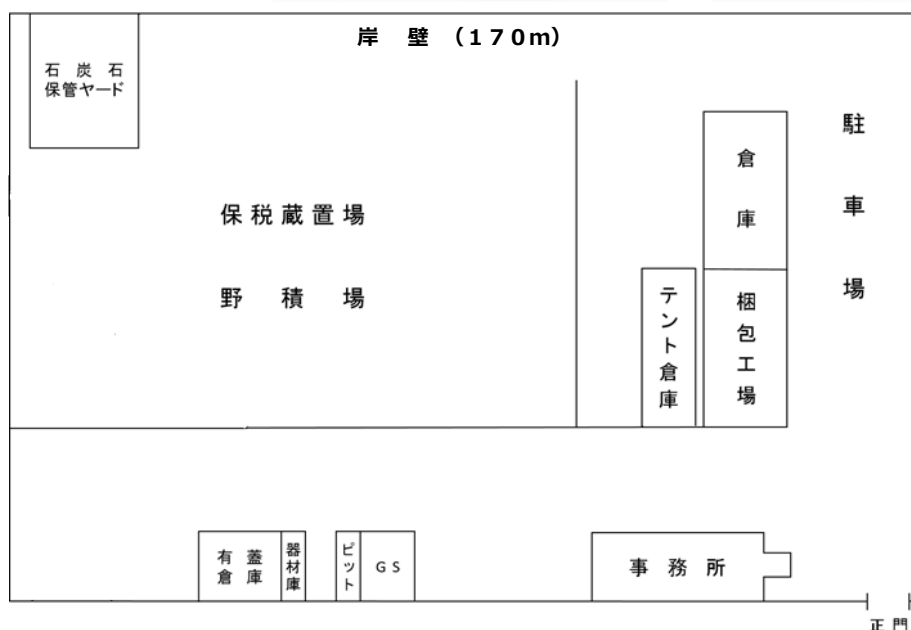 岸 壁 (170m)
石 炭 石
保管ヤード
保税蔵置場
野 積 場
倉庫
駐車場
テント倉庫
梱包工場
有 蓋
倉 庫
器材庫
ピット
GS
事 務 所
正 門